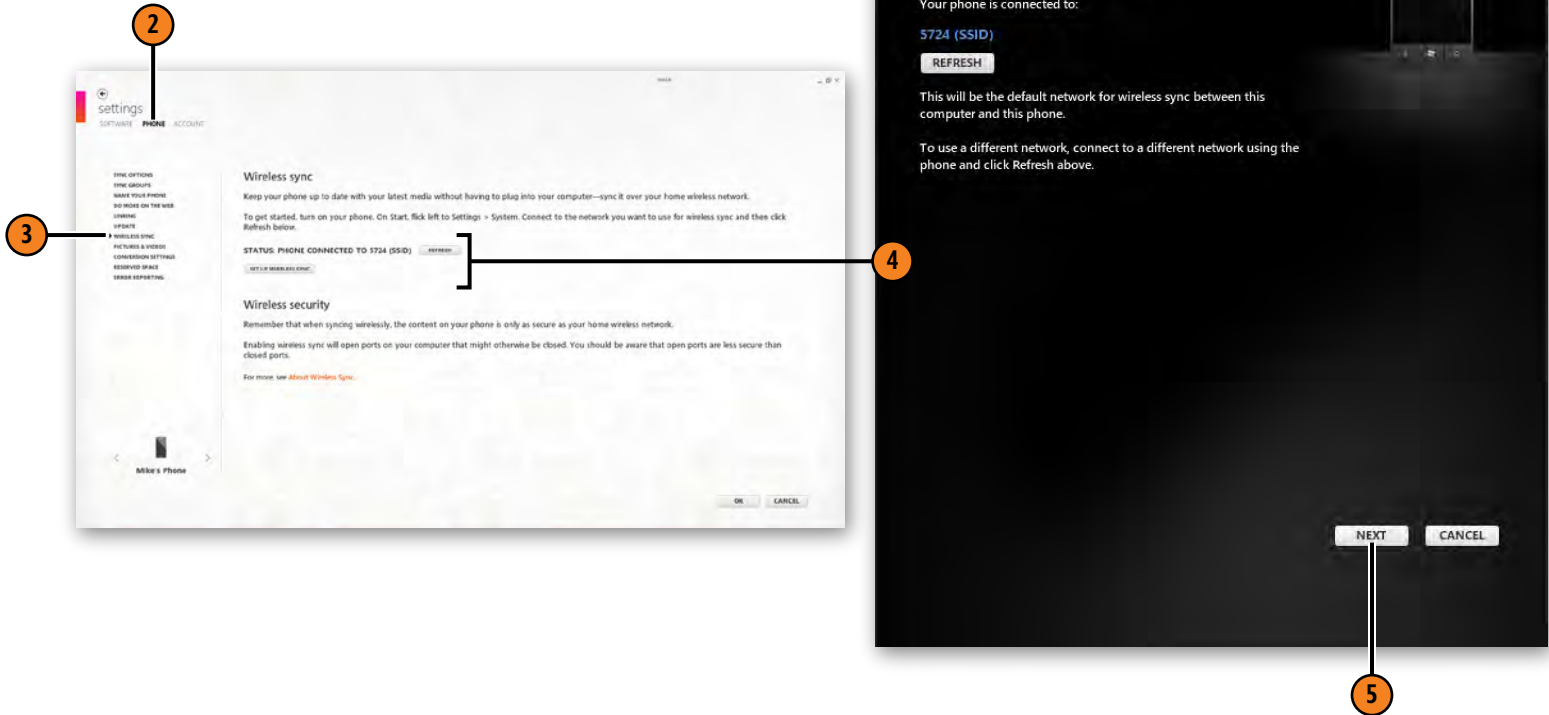 2
settings
SOFTWARE PHONE ACCOUNT
3
SYNC OPTIONS
SYNC GROUPS
NAME YOUR PHONE
DO MORE ON THE WEB
LINKING
UPDATE
WIRELESS SYNC
PICTURES & VIDEOS
CONVERSION SETTINGS
RESERVED SPACE
ERROR REPORTING
Mike's Phone
Wireless sync
Keep your phone up to date with your latest media without having to plug into your computer—sync it over your home wireless network.
To get started, turn on your phone. On Start, flick left to Settings > System. Connect to the network you want to use for wireless sync and then click
Refresh below.
STATUS: PHONE CONNECTED TO 5724 (SSID) REFRESH
SET UP WIRELESS SYNC
Wireless security
Remember that when syncing wirelessly, the content on your phone is only as secure as your home wireless network.
Enabling wireless sync will open ports on your computer that might otherwise be closed. You should be aware that open ports are less secure than
closed ports.
For more, see About Wireless Sync.
OK CANCEL
4
Your phone is connected to:
5724 (SSID)
REFRESH
This will be the default network for wireless sync between this
computer and this phone.
To use a different network, connect to a different network using the
phone and click Refresh above.
NEXT CANCEL
5